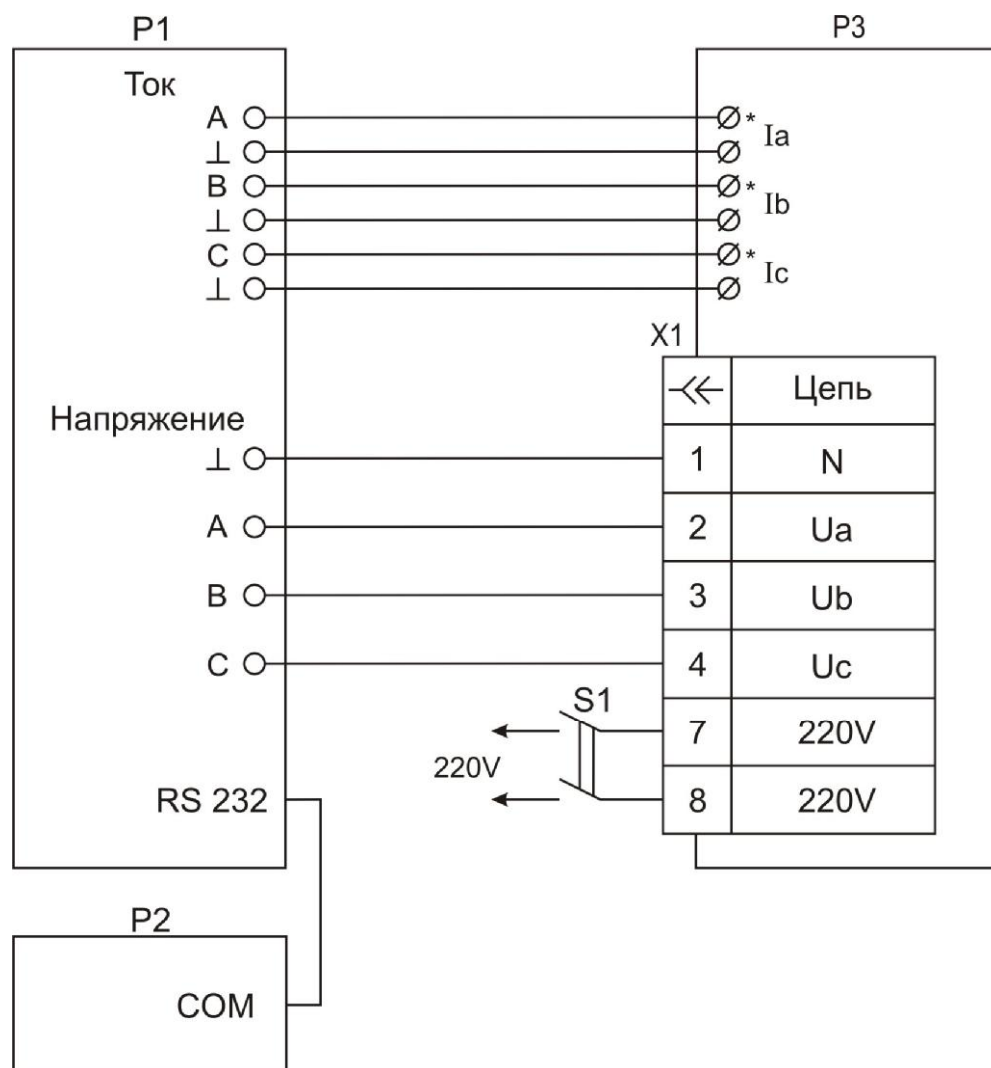 P1
P3
Ток
A
* Ia
⊥
B
* Ib
⊥
C
* Ic
⊥
X1
Цепь
Напряжение
⊥
1
N
A
2
Ua
B
3
Ub
C
4
Uc
S1
7
220V
220V
RS 232
8
220V
P2
COM